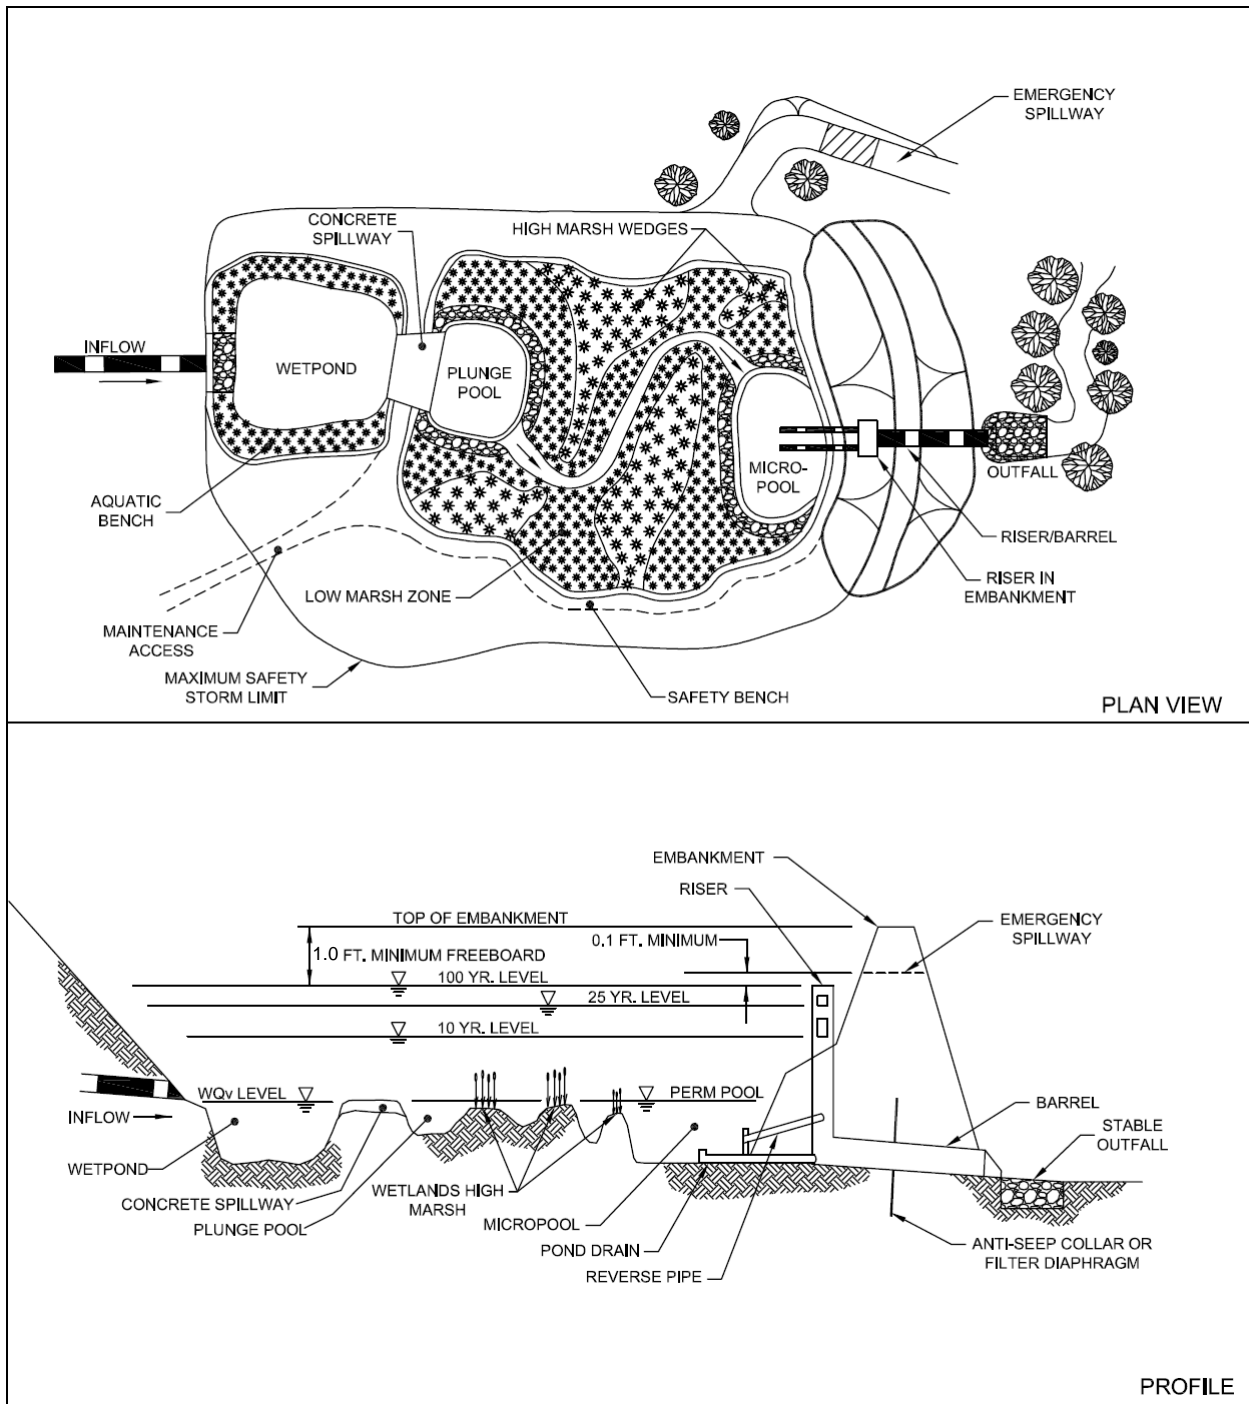 EMERGENCY
SPILLWAY
CONCRETE
SPILLWAY
HIGH MARSH WEDGES
INFLOW
WETPOND
PLUNGE
POOL
MICRO-
POOL
OUTFALL
AQUATIC
BENCH
RISER/BARREL
RISER IN
EMBANKMENT
LOW MARSH ZONE
MAINTENANCE
ACCESS
MAXIMUM SAFETY
STORM LIMIT
SAFETY BENCH
PLAN VIEW
EMBANKMENT
RISER
TOP OF EMBANKMENT
EMERGENCY
SPILLWAY
0.1 FT. MINIMUM
1.0 FT. MINIMUM FREEBOARD
100 YR. LEVEL
25 YR. LEVEL
10 YR. LEVEL
WQv LEVEL
PERM POOL
INFLOW
BARREL
STABLE
OUTFALL
WETPOND
CONCRETE SPILLWAY
PLUNGE POOL
WETLANDS HIGH
MARSH
MICROPOOL
POND DRAIN
REVERSE PIPE
ANTI-SEEP COLLAR OR
FILTER DIAPHRAGM
PROFILE